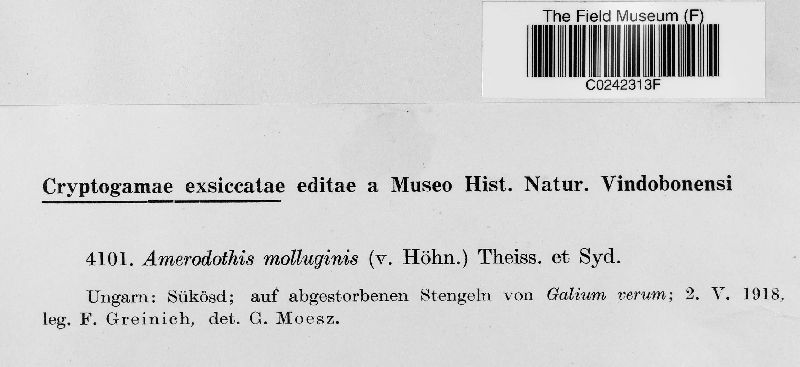 The Field Museum (F)
C0242313F
Cryptogamae exsiccatae editae a Museo Hist. Natur. Vindobonensi
4101. Amerodothis molluginis (v. Höhn.) Theiss. et Syd.
Ungarn: Sükösd; auf abgestorbenen Stengeln von Galium verum; 2. V. 1918,
leg. F. Greinich, det. G. Moesz.